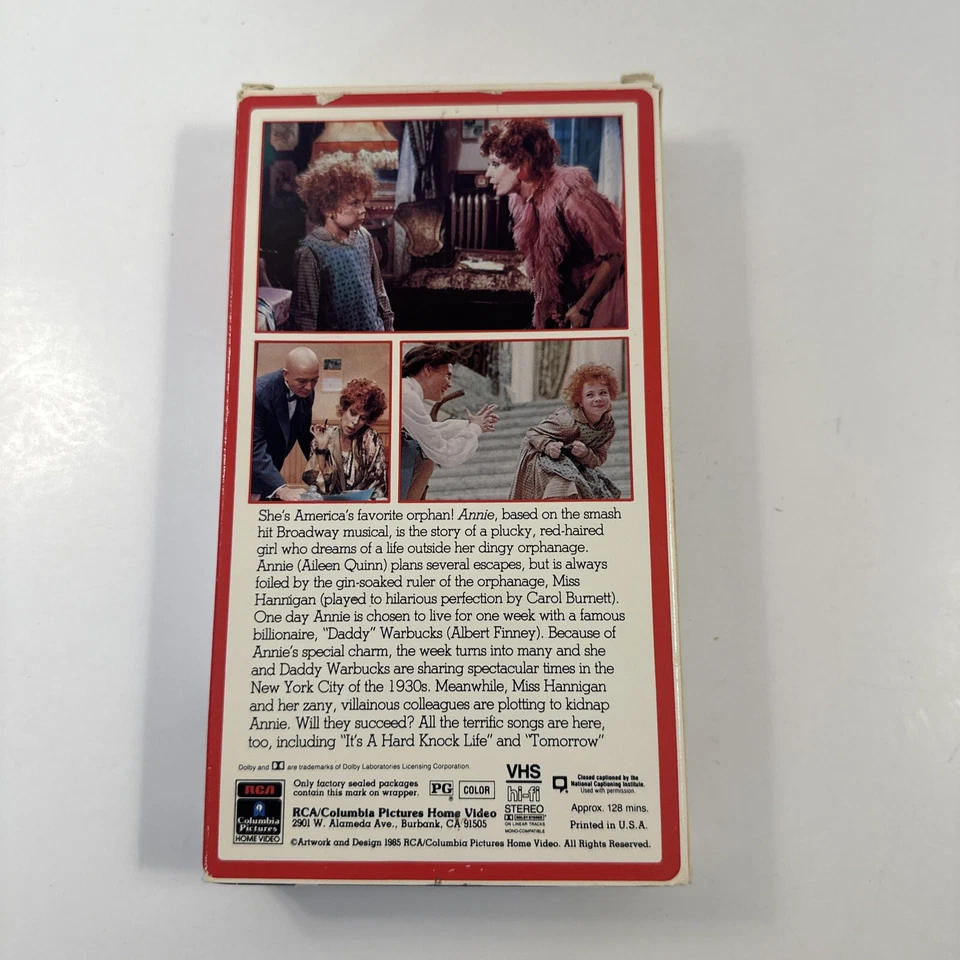 She's America's favorite orphan! Annie, based on the smash
hit Broadway musical, is the story of a plucky, red-haired
girl who dreams of a life outside her dingy orphanage.
Annie (Aileen Quinn) plans several escapes, but is always
foiled by the gin-soaked ruler of the orphanage, Miss
Hannigan (played to hilarious perfection by Carol Burnett).
One day Annie is chosen to live for one week with a famous
billionaire, "Daddy" Warbucks (Albert Finney). Because of
Annie's special charm, the week turns into many and she
and Daddy Warbucks are sharing spectacular times in the
New York City of the 1930s. Meanwhile, Miss Hannigan
and her zany, villainous colleagues are plotting to kidnap
Annie. Will they succeed? All the terrific songs are here,
too, including "It's A Hard Knock Life" and "Tomorrow"
Dolby and DD are trademarks of Dolby Laboratories Licensing Corporation.
RCA
Columbia
Pictures
HOME VIDEO
Only factory sealed packages
contain this mark on wrapper.
PG
COLOR
RCA/Columbia Pictures Home Video
2901 W. Alameda Ave., Burbank, CA 91505
VHS
hi-fi
STEREO
DOLBY STEREO
ON LINEAR TRACKS
MONO-COMPATIBLE
Closed captioned by the
National Captioning Institute.
Used with permission.
Approx. 128 mins.
Printed in U.S.A.
©Artwork and Design 1985 RCA/Columbia Pictures Home Video. All Rights Reserved.